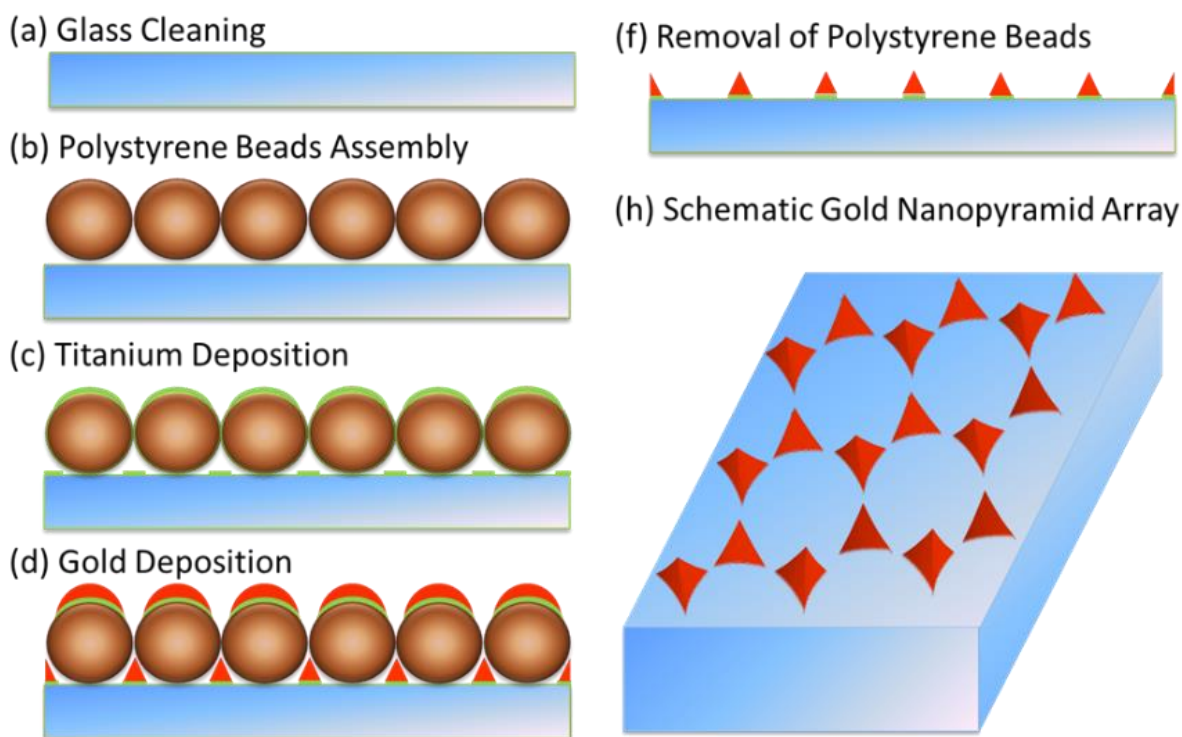 (a) Glass Cleaning
(b) Polystyrene Beads Assembly
(c) Titanium Deposition
(d) Gold Deposition
(f) Removal of Polystyrene Beads
(h) Schematic Gold Nanopyramid Array